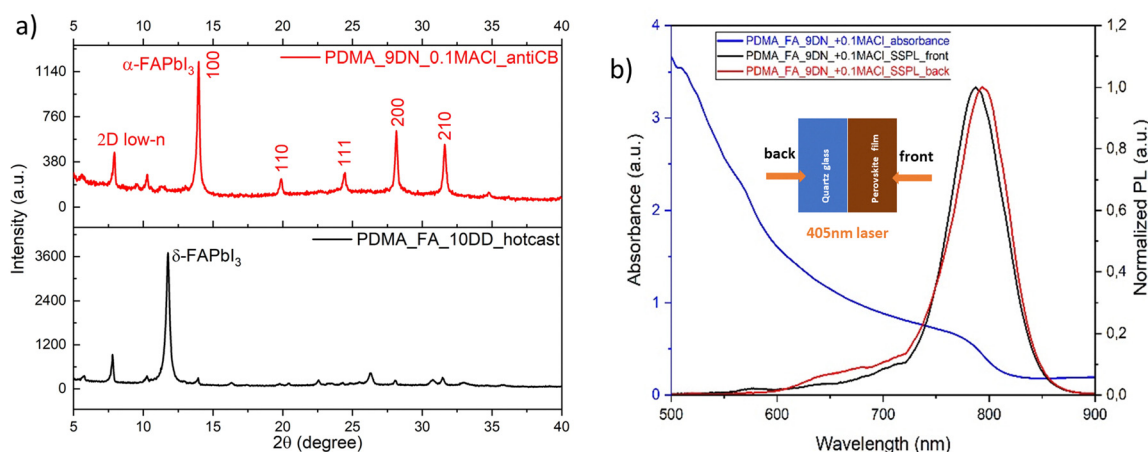 a)
PDMA_9DN_0.1MACl_antiCB
α-FAPbI3
100
2D low-n
110
111
200
210
1140
760
380
0
PDMA_FA_10DD_hotcast
δ-FAPbI3
3600
2400
1200
0
Intensity (a.u.)
5 10 15 20 25 30 35 40
5 10 15 20 25 30 35 40
2θ (degree)
b)
PDMA_FA_9DN_+0.1MACl_absorbance
PDMA_FA_9DN_+0.1MACl_SSPL_front
PDMA_FA_9DN_+0.1MACl_SSPL_back
back
Quartz glass
Perovskite film
front
405nm laser
4
3
2
1
0
Absorbance (a.u.)
1,2
1,0
0,8
0,6
0,4
0,2
0,0
Normalized PL (a.u.)
500 600 700 800 900
Wavelength (nm)